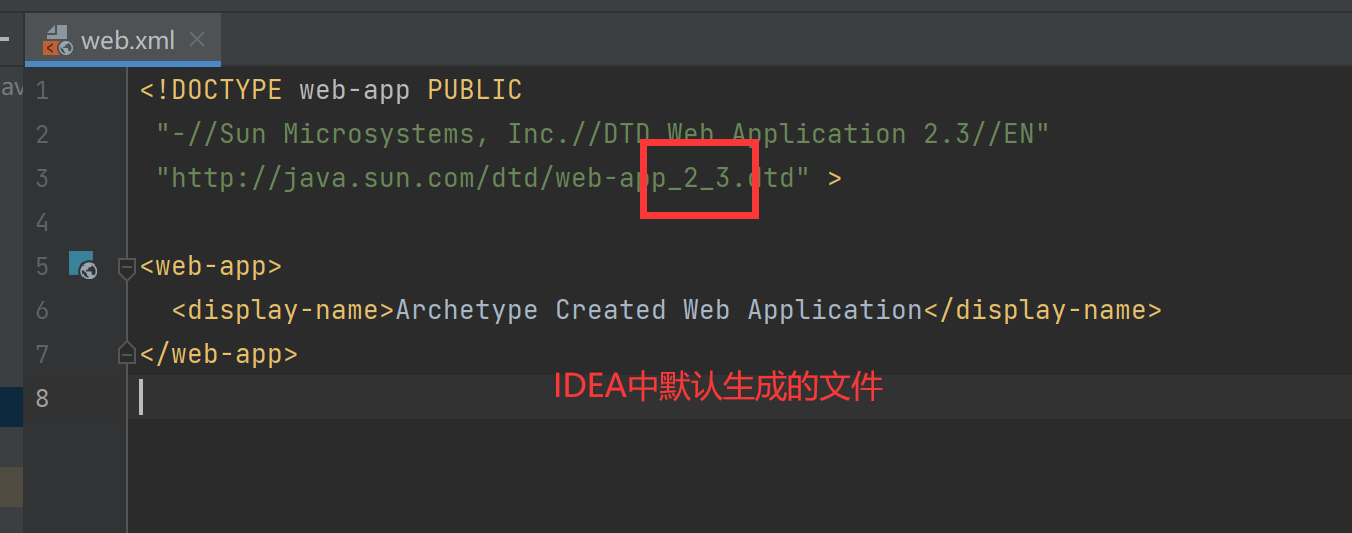 web.xml
av
1 <!DOCTYPE web-app PUBLIC
2 "-//Sun Microsystems, Inc.//DTD Web Application 2.3//EN"
3 "http://java.sun.com/dtd/web-app_2_3.dtd" >
4
5 <web-app>
6 <display-name>Archetype Created Web Application</display-name>
7 </web-app>
IDEA中默认生成的文件
8